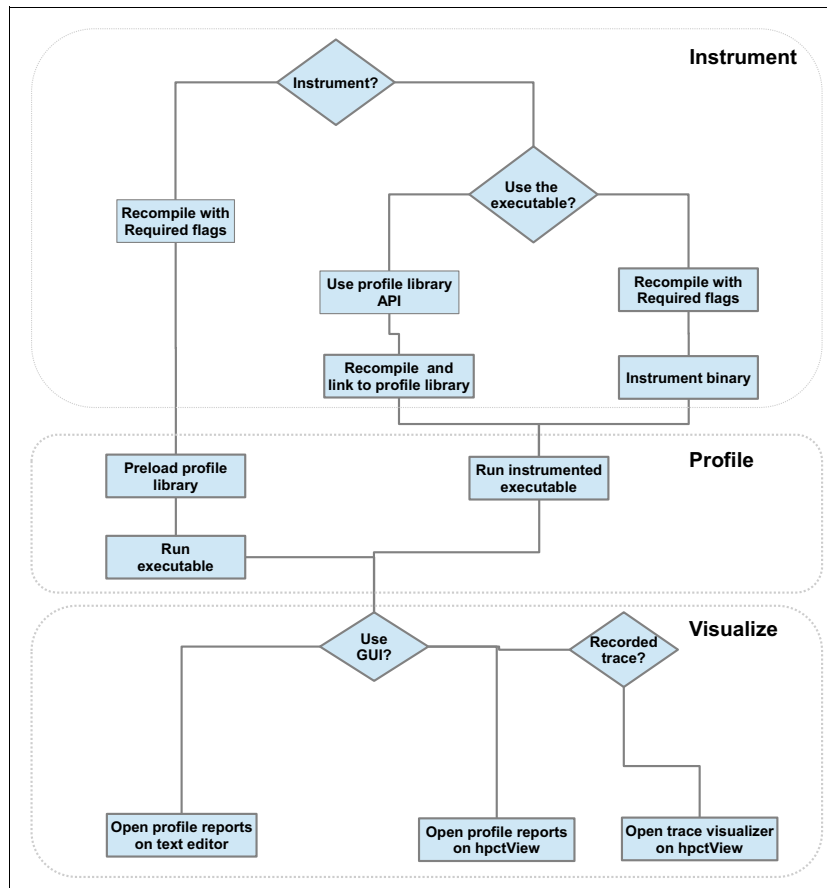 Instrument
Instrument?
Use the
executable?
Recompile with
Required flags
Use profile library
API
Recompile with
Required flags
Recompile and
link to profile library
Instrument binary
Profile
Preload profile
library
Run instrumented
executable
Run
executable
Visualize
Use
GUI?
Recorded
trace?
Open profile reports
on text editor
Open profile reports
on hpctView
Open trace visualizer
on hpctView